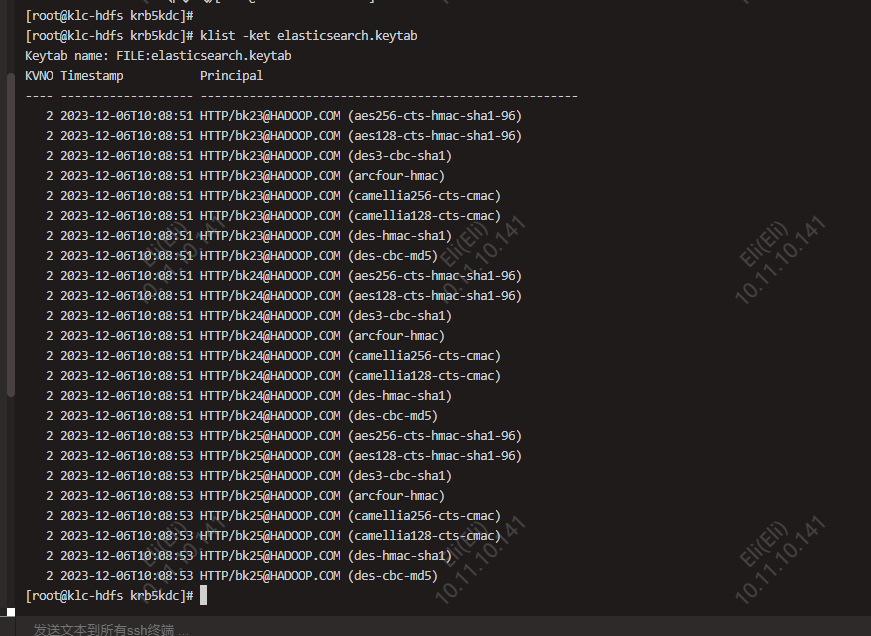 [root@klc-hdfs krb5kdc]#
[root@klc-hdfs krb5kdc]# klist -ket elasticsearch.keytab
Keytab name: FILE:elasticsearch.keytab
KVNO Timestamp           Principal
---- ------------------- ------------------------------------------------------
   2 2023-12-06T10:08:51 HTTP/bk23@HADOOP.COM (aes256-cts-hmac-sha1-96)
   2 2023-12-06T10:08:51 HTTP/bk23@HADOOP.COM (aes128-cts-hmac-sha1-96)
   2 2023-12-06T10:08:51 HTTP/bk23@HADOOP.COM (des3-cbc-sha1)
   2 2023-12-06T10:08:51 HTTP/bk23@HADOOP.COM (arcfour-hmac)
   2 2023-12-06T10:08:51 HTTP/bk23@HADOOP.COM (camellia256-cts-cmac)
   2 2023-12-06T10:08:51 HTTP/bk23@HADOOP.COM (camellia128-cts-cmac)
   2 2023-12-06T10:08:51 HTTP/bk23@HADOOP.COM (des-hmac-sha1)
   2 2023-12-06T10:08:51 HTTP/bk23@HADOOP.COM (des-cbc-md5)
   2 2023-12-06T10:08:51 HTTP/bk24@HADOOP.COM (aes256-cts-hmac-sha1-96)
   2 2023-12-06T10:08:51 HTTP/bk24@HADOOP.COM (aes128-cts-hmac-sha1-96)
   2 2023-12-06T10:08:51 HTTP/bk24@HADOOP.COM (des3-cbc-sha1)
   2 2023-12-06T10:08:51 HTTP/bk24@HADOOP.COM (arcfour-hmac)
   2 2023-12-06T10:08:51 HTTP/bk24@HADOOP.COM (camellia256-cts-cmac)
   2 2023-12-06T10:08:51 HTTP/bk24@HADOOP.COM (camellia128-cts-cmac)
   2 2023-12-06T10:08:51 HTTP/bk24@HADOOP.COM (des-hmac-sha1)
   2 2023-12-06T10:08:51 HTTP/bk24@HADOOP.COM (des-cbc-md5)
   2 2023-12-06T10:08:53 HTTP/bk25@HADOOP.COM (aes256-cts-hmac-sha1-96)
   2 2023-12-06T10:08:53 HTTP/bk25@HADOOP.COM (aes128-cts-hmac-sha1-96)
   2 2023-12-06T10:08:53 HTTP/bk25@HADOOP.COM (des3-cbc-sha1)
   2 2023-12-06T10:08:53 HTTP/bk25@HADOOP.COM (arcfour-hmac)
   2 2023-12-06T10:08:53 HTTP/bk25@HADOOP.COM (camellia256-cts-cmac)
   2 2023-12-06T10:08:53 HTTP/bk25@HADOOP.COM (camellia128-cts-cmac)
   2 2023-12-06T10:08:53 HTTP/bk25@HADOOP.COM (des-hmac-sha1)
   2 2023-12-06T10:08:53 HTTP/bk25@HADOOP.COM (des-cbc-md5)
[root@klc-hdfs krb5kdc]#
发送文本到所有ssh终端 ...
Eli(Eli)
10.11.10.141
Eli(Eli)
10.11.10.141
Eli(Eli)
10.11.10.141
Eli(Eli)
10.11.10.141
Eli(Eli)
10.11.10.141
Eli(Eli)
10.11.10.141